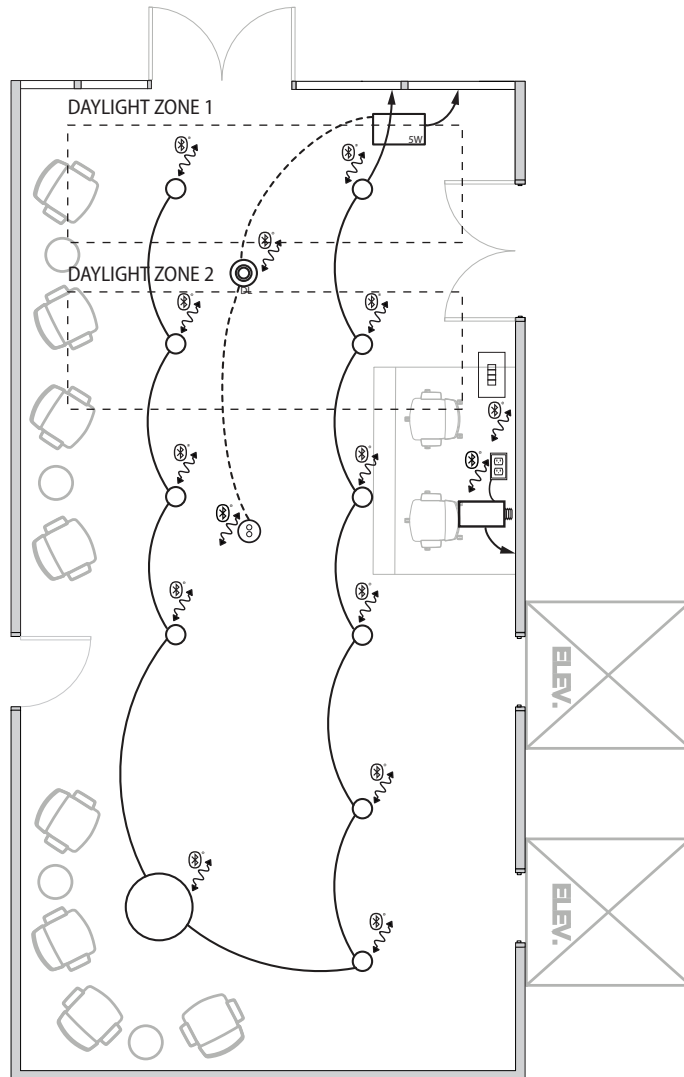 DAYLIGHT ZONE 1
SW
DAYLIGHT ZONE 2
DL
ELEV.
ELEV.